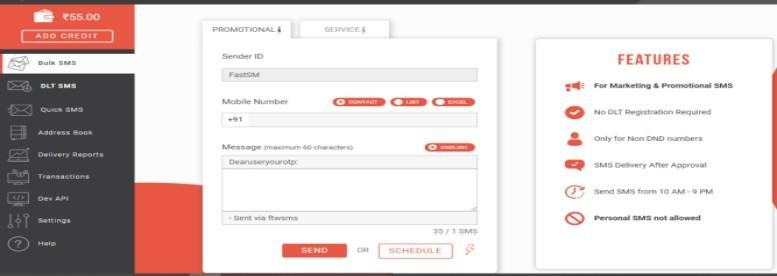 ₹55.00
ADD CREDIT
Bulk SMS
DLT SMS
Quick SMS
Address Book
Delivery Reports
Transactions
Dev API
Settings
Help
PROMOTIONAL
SERVICE
Sender ID
FastSM
Mobile Number
CONTACT
LIST
EXCEL
+91
Message (maximum 60 characters)
ENGLISH
Dearuseryourotp:
- Sent via ftwsms
35 / 1 SMS
SEND OR SCHEDULE
FEATURES
For Marketing & Promotional SMS
No DLT Registration Required
Only for Non DND numbers
SMS Delivery After Approval
Send SMS from 10 AM - 9 PM
Personal SMS not allowed